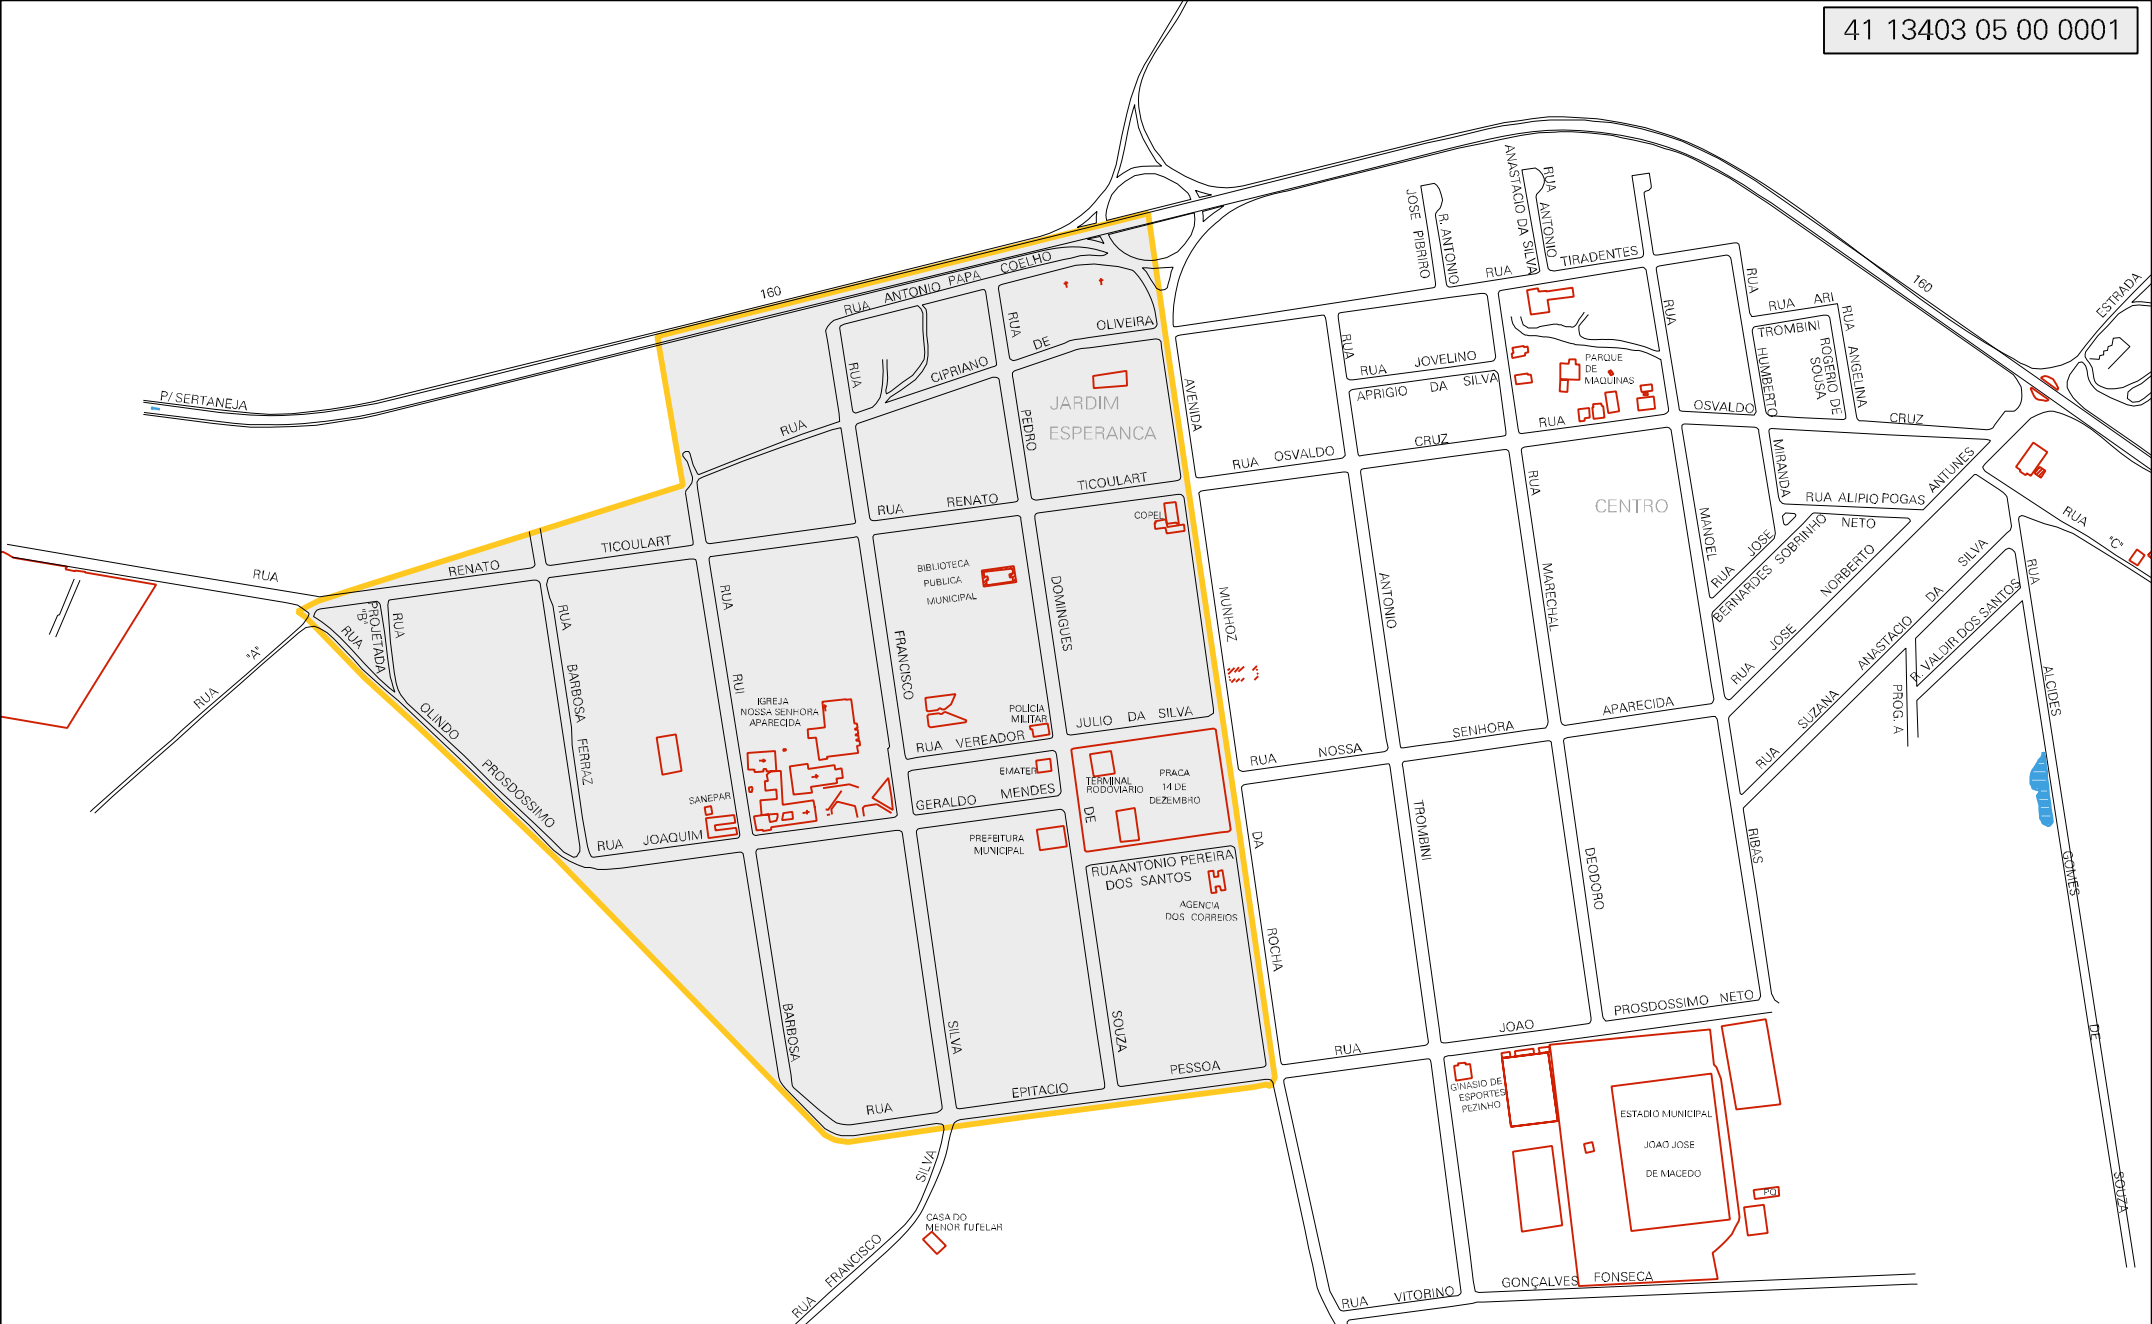 41 13403 05 00 0001
160
P/ SERTANEJA
RUA ANTONIO PAPA COELHO
RUA
RUA CIPRIANO DE OLIVEIRA
RUA
JARDIM
ESPERANCA
PEDRO
AVENIDA
RUA RENATO TICOULART
TICOULART
RENATO
COPEL
RUA
RUA
"A"
RUA
PROJETADA
"B"
RUA
RUA
OLINDO
PROSDOSSIMO
RUA
BARBOSA
FERRAZ
RUA
RUI
BARBOSA
BIBLIOTECA
PUBLICA
MUNICIPAL
FRANCISCO
DOMINGUES
IGREJA
NOSSA SENHORA
APARECIDA
POLICIA
MILITAR
RUA VEREADOR JULIO DA SILVA
EMATER
GERALDO MENDES
TERMINAL
RODOVIARIO
PRACA
14 DE
DEZEMBRO
DE
SANEPAR
RUA JOAQUIM
PREFEITURA
MUNICIPAL
RUA ANTONIO PEREIRA
DOS SANTOS
AGENCIA
DOS CORREIOS
SILVA
SOUZA
RUA EPITACIO PESSOA
SILVA
FRANCISCO
RUA
CASA DO
MENOR TUTELAR
MUNHOZ
DA
ROCHA
JOSE PIBRIRO
R. ANTONIO
ANASTACIO DA SILVA
RUA ANTONIO
RUA TIRADENTES
RUA
RUA JOVELINO
APRIGIO DA SILVA
RUA OSVALDO CRUZ
PARQUE
DE
MAQUINAS
RUA
RUA
OSVALDO CRUZ
RUA
RUA ARI
TROMBINI
HUMBERTO
ROGERIO DE
SOUSA
RUA ANGELINA
160
ESTRADA
CENTRO
RUA
MARECHAL
DEODORO
ANTONIO
TROMBINI
MANOEL
RIBAS
MIRANDA
RUA ALIPIO POGAS
NETO
ANTUNES
RUA JOSE
BERNARDES SOBRINHO
RUA JOSE NORBERTO
RUA SUZANA ANASTACIO DA SILVA
R. VALDIR DOS SANTOS
PROG. A
RUA
"C"
RUA
ALCIDES
GOMES
DE
SOUZA
RUA NOSSA SENHORA APARECIDA
RUA JOAO PROSDOSSIMO NETO
GINASIO DE
ESPORTES
PEZINHO
ESTADIO MUNICIPAL
JOAO JOSE
DE MACEDO
PQ
RUA VITORINO GONÇALVES FONSECA